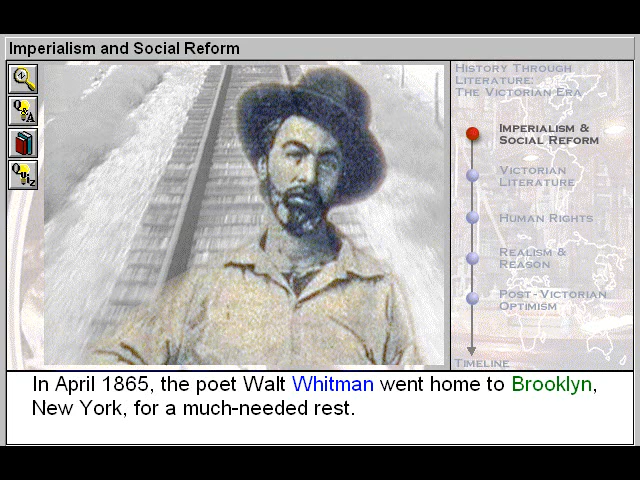 Imperialism and Social Reform
Q&A
QuiZ
History Through
Literature:
The Victorian Era
Imperialism &
Social Reform
Victorian
Literature
Human Rights
Realism &
Reason
Post-Victorian
Optimism
Timeline
In April 1865, the poet Walt Whitman went home to Brooklyn,
New York, for a much-needed rest.